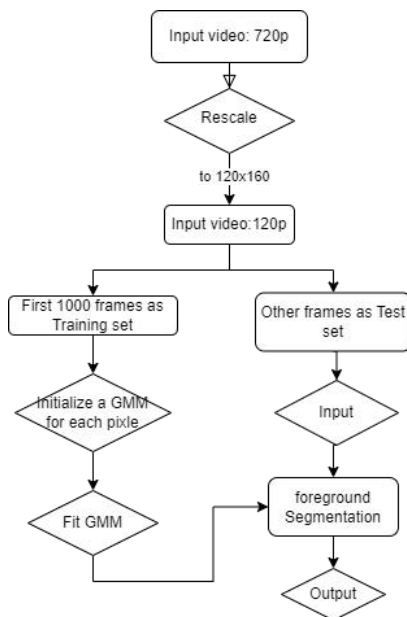 Input video: 720p
Rescale
to 120x160
Input video:120p
First 1000 frames as
Training set
Other frames as Test
set
Initialize a GMM
for each pixle
Input
Fit GMM
foreground
Segmentation
Output